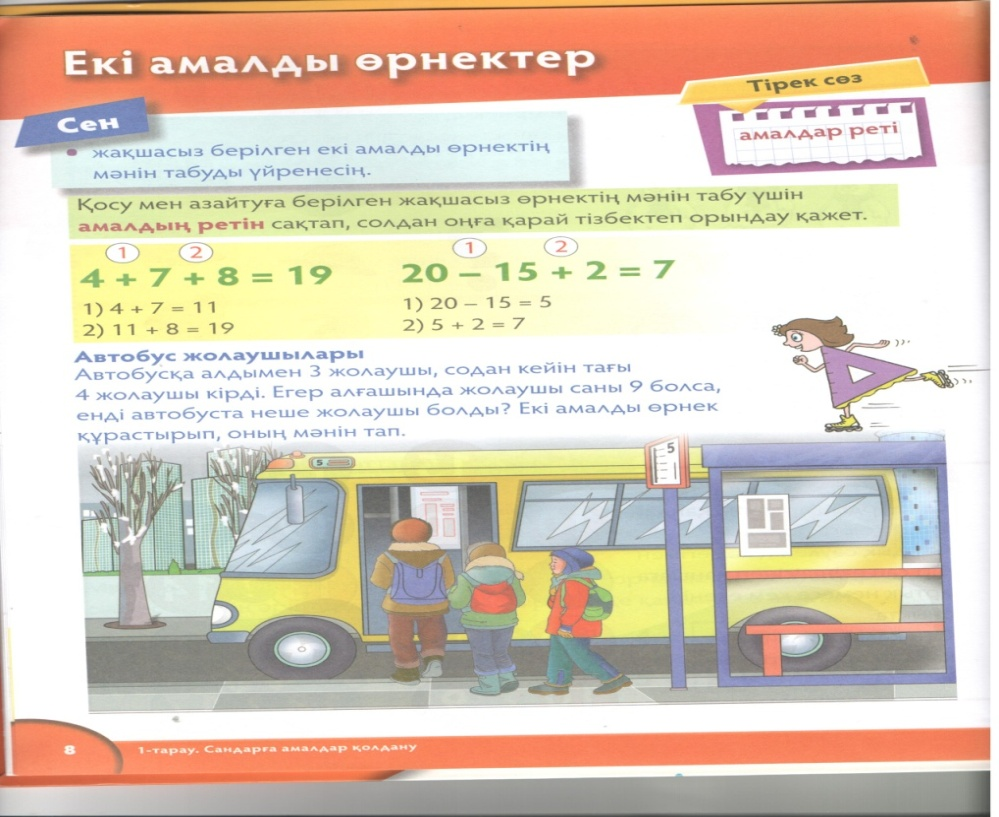 Екі амалды өрнектер
Тірек сөз
амалдар реті
Сен
• жақшасыз берілген екі амалды өрнектің
мәнін табуды үйренесің.
Қосу мен азайтуға берілген жақшасыз өрнектің мәнін табу үшін
амалдың ретін сақтап, солдан оңға қарай тізбектеп орындау қажет.
1 2
4 + 7 + 8 = 19
1) 4 + 7 = 11
2) 11 + 8 = 19
1 2
20 – 15 + 2 = 7
1) 20 – 15 = 5
2) 5 + 2 = 7
Автобус жолаушылары
Автобусқа алдымен 3 жолаушы, содан кейін тағы
4 жолаушы кірді. Егер алғашында жолаушы саны 9 болса,
енді автобуста неше жолаушы болды? Екі амалды өрнек
құрастырып, оның мәнін тап.
5
5
8
1-тарау. Сандарға амалдар қолдану